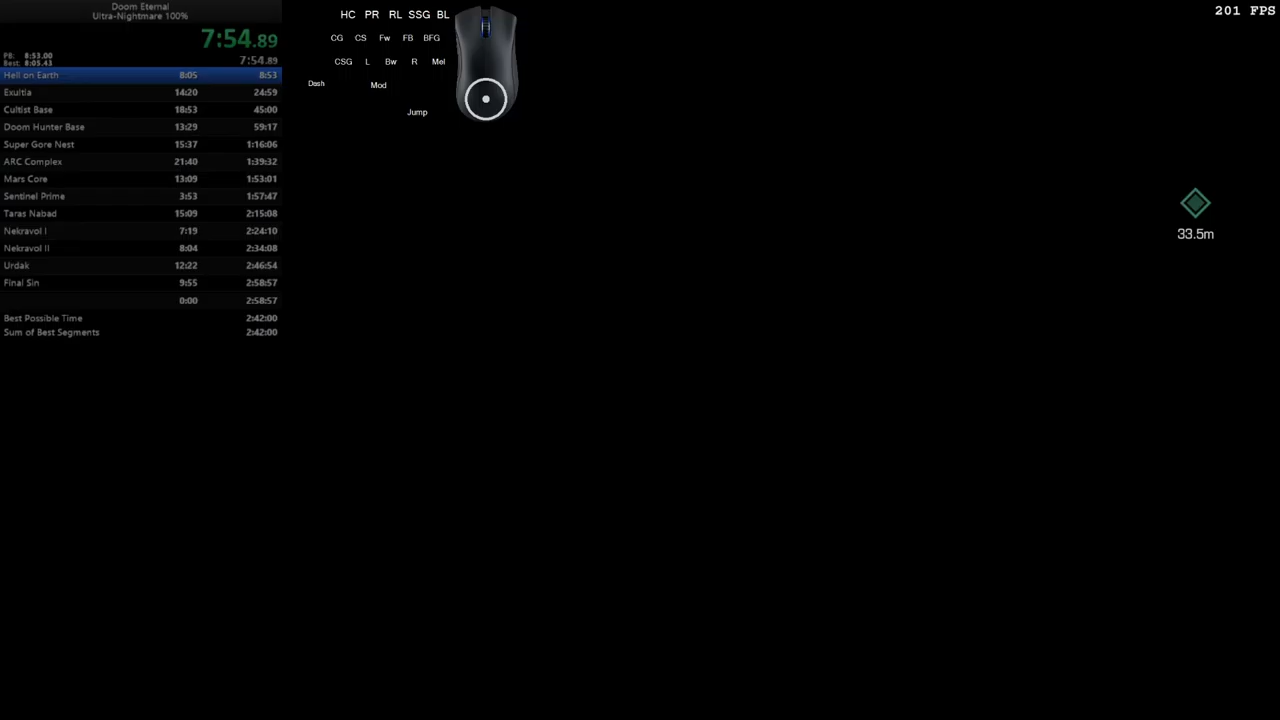 Doom Eternal
Ultra-Nightmare 100%
7:54.89
PB: 8:53.00
Best: 8:05.43 7:54.89
Hell on Earth 8:05 8:53
Exultia 14:20 24:59
Cultist Base 18:53 45:00
Doom Hunter Base 13:29 59:17
Super Gore Nest 15:37 1:16:06
ARC Complex 21:40 1:39:32
Mars Core 13:09 1:53:01
Sentinel Prime 3:53 1:57:47
Taras Nabad 15:09 2:15:08
Nekravol I 7:19 2:24:10
Nekravol II 8:04 2:34:08
Urdak 12:22 2:46:54
Final Sin 9:55 2:58:57
0:00 2:58:57
Best Possible Time 2:42:00
Sum of Best Segments 2:42:00
HC PR RL SSG BL
CG CS Fw FB BFG
CSG L Bw R Mel
Dash Mod
Jump
201 FPS
33.5m